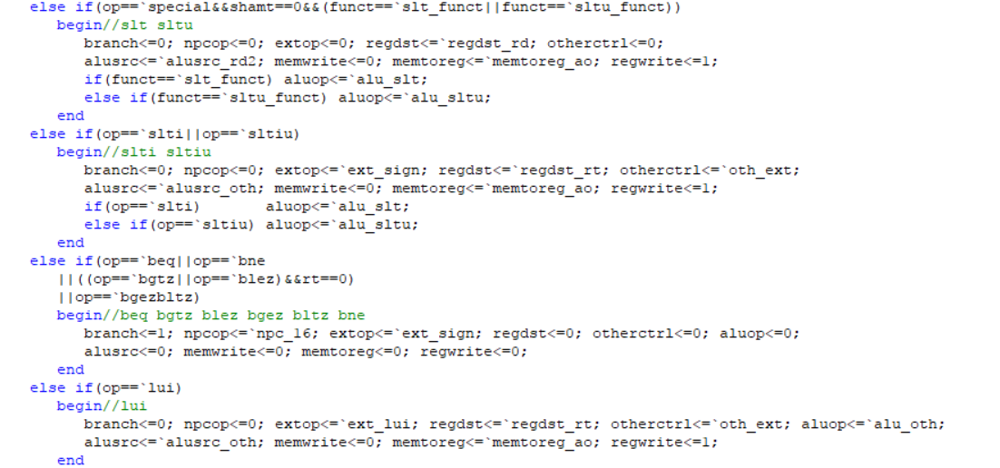 else if(op==`special&&shamt==0&&(funct==`slt_funct||funct==`sltu_funct))
begin//slt sltu
branch<=0; npcop<=0; extop<=0; regdst<=`regdst_rd; otherctrl<=0;
alusrc<=`alusrc_rd2; memwrite<=0; memtoreg<=`memtoreg_ao; regwrite<=1;
if(funct==`slt_funct) aluop<=`alu_slt;
else if(funct==`sltu_funct) aluop<=`alu_sltu;
end
else if(op==`slti||op==`sltiu)
begin//slti sltiu
branch<=0; npcop<=0; extop<=`ext_sign; regdst<=`regdst_rt; otherctrl<=`oth_ext;
alusrc<=`alusrc_oth; memwrite<=0; memtoreg<=`memtoreg_ao; regwrite<=1;
if(op==`slti)       aluop<=`alu_slt;
else if(op==`sltiu) aluop<=`alu_sltu;
end
else if(op==`beq||op==`bne
||((op==`bgtz||op==`blez)&&rt==0)
||op==`bgezbltz)
begin//beq bgtz blez bgez bltz bne
branch<=1; npcop<=`npc_16; extop<=`ext_sign; regdst<=0; otherctrl<=0; aluop<=0;
alusrc<=0; memwrite<=0; memtoreg<=0; regwrite<=0;
end
else if(op==`lui)
begin//lui
branch<=0; npcop<=0; extop<=`ext_lui; regdst<=`regdst_rt; otherctrl<=`oth_ext; aluop<=`alu_oth;
alusrc<=`alusrc_oth; memwrite<=0; memtoreg<=`memtoreg_ao; regwrite<=1;
end